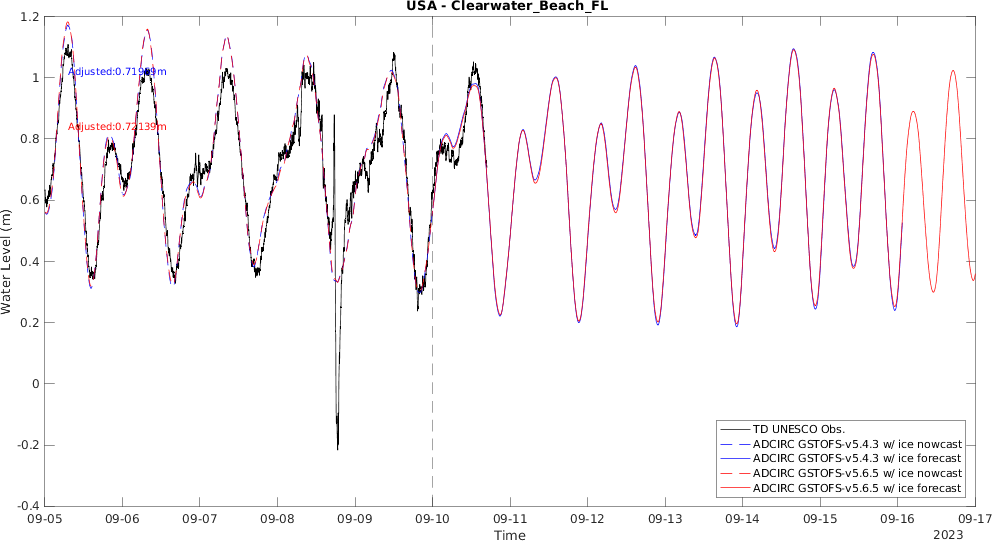 USA - Clearwater_Beach_FL
1.2
1
0.8
0.6
0.4
0.2
0
-0.2
-0.4
Water Level (m)
Adjusted:0.72139m
TD UNESCO Obs.
ADCIRC GSTOFS-v5.4.3 w/ ice nowcast
ADCIRC GSTOFS-v5.4.3 w/ ice forecast
ADCIRC GSTOFS-v5.6.5 w/ ice nowcast
ADCIRC GSTOFS-v5.6.5 w/ ice forecast
09-05 09-06 09-07 09-08 09-09 09-10 09-11 09-12 09-13 09-14 09-15 09-16 09-17
Time
2023